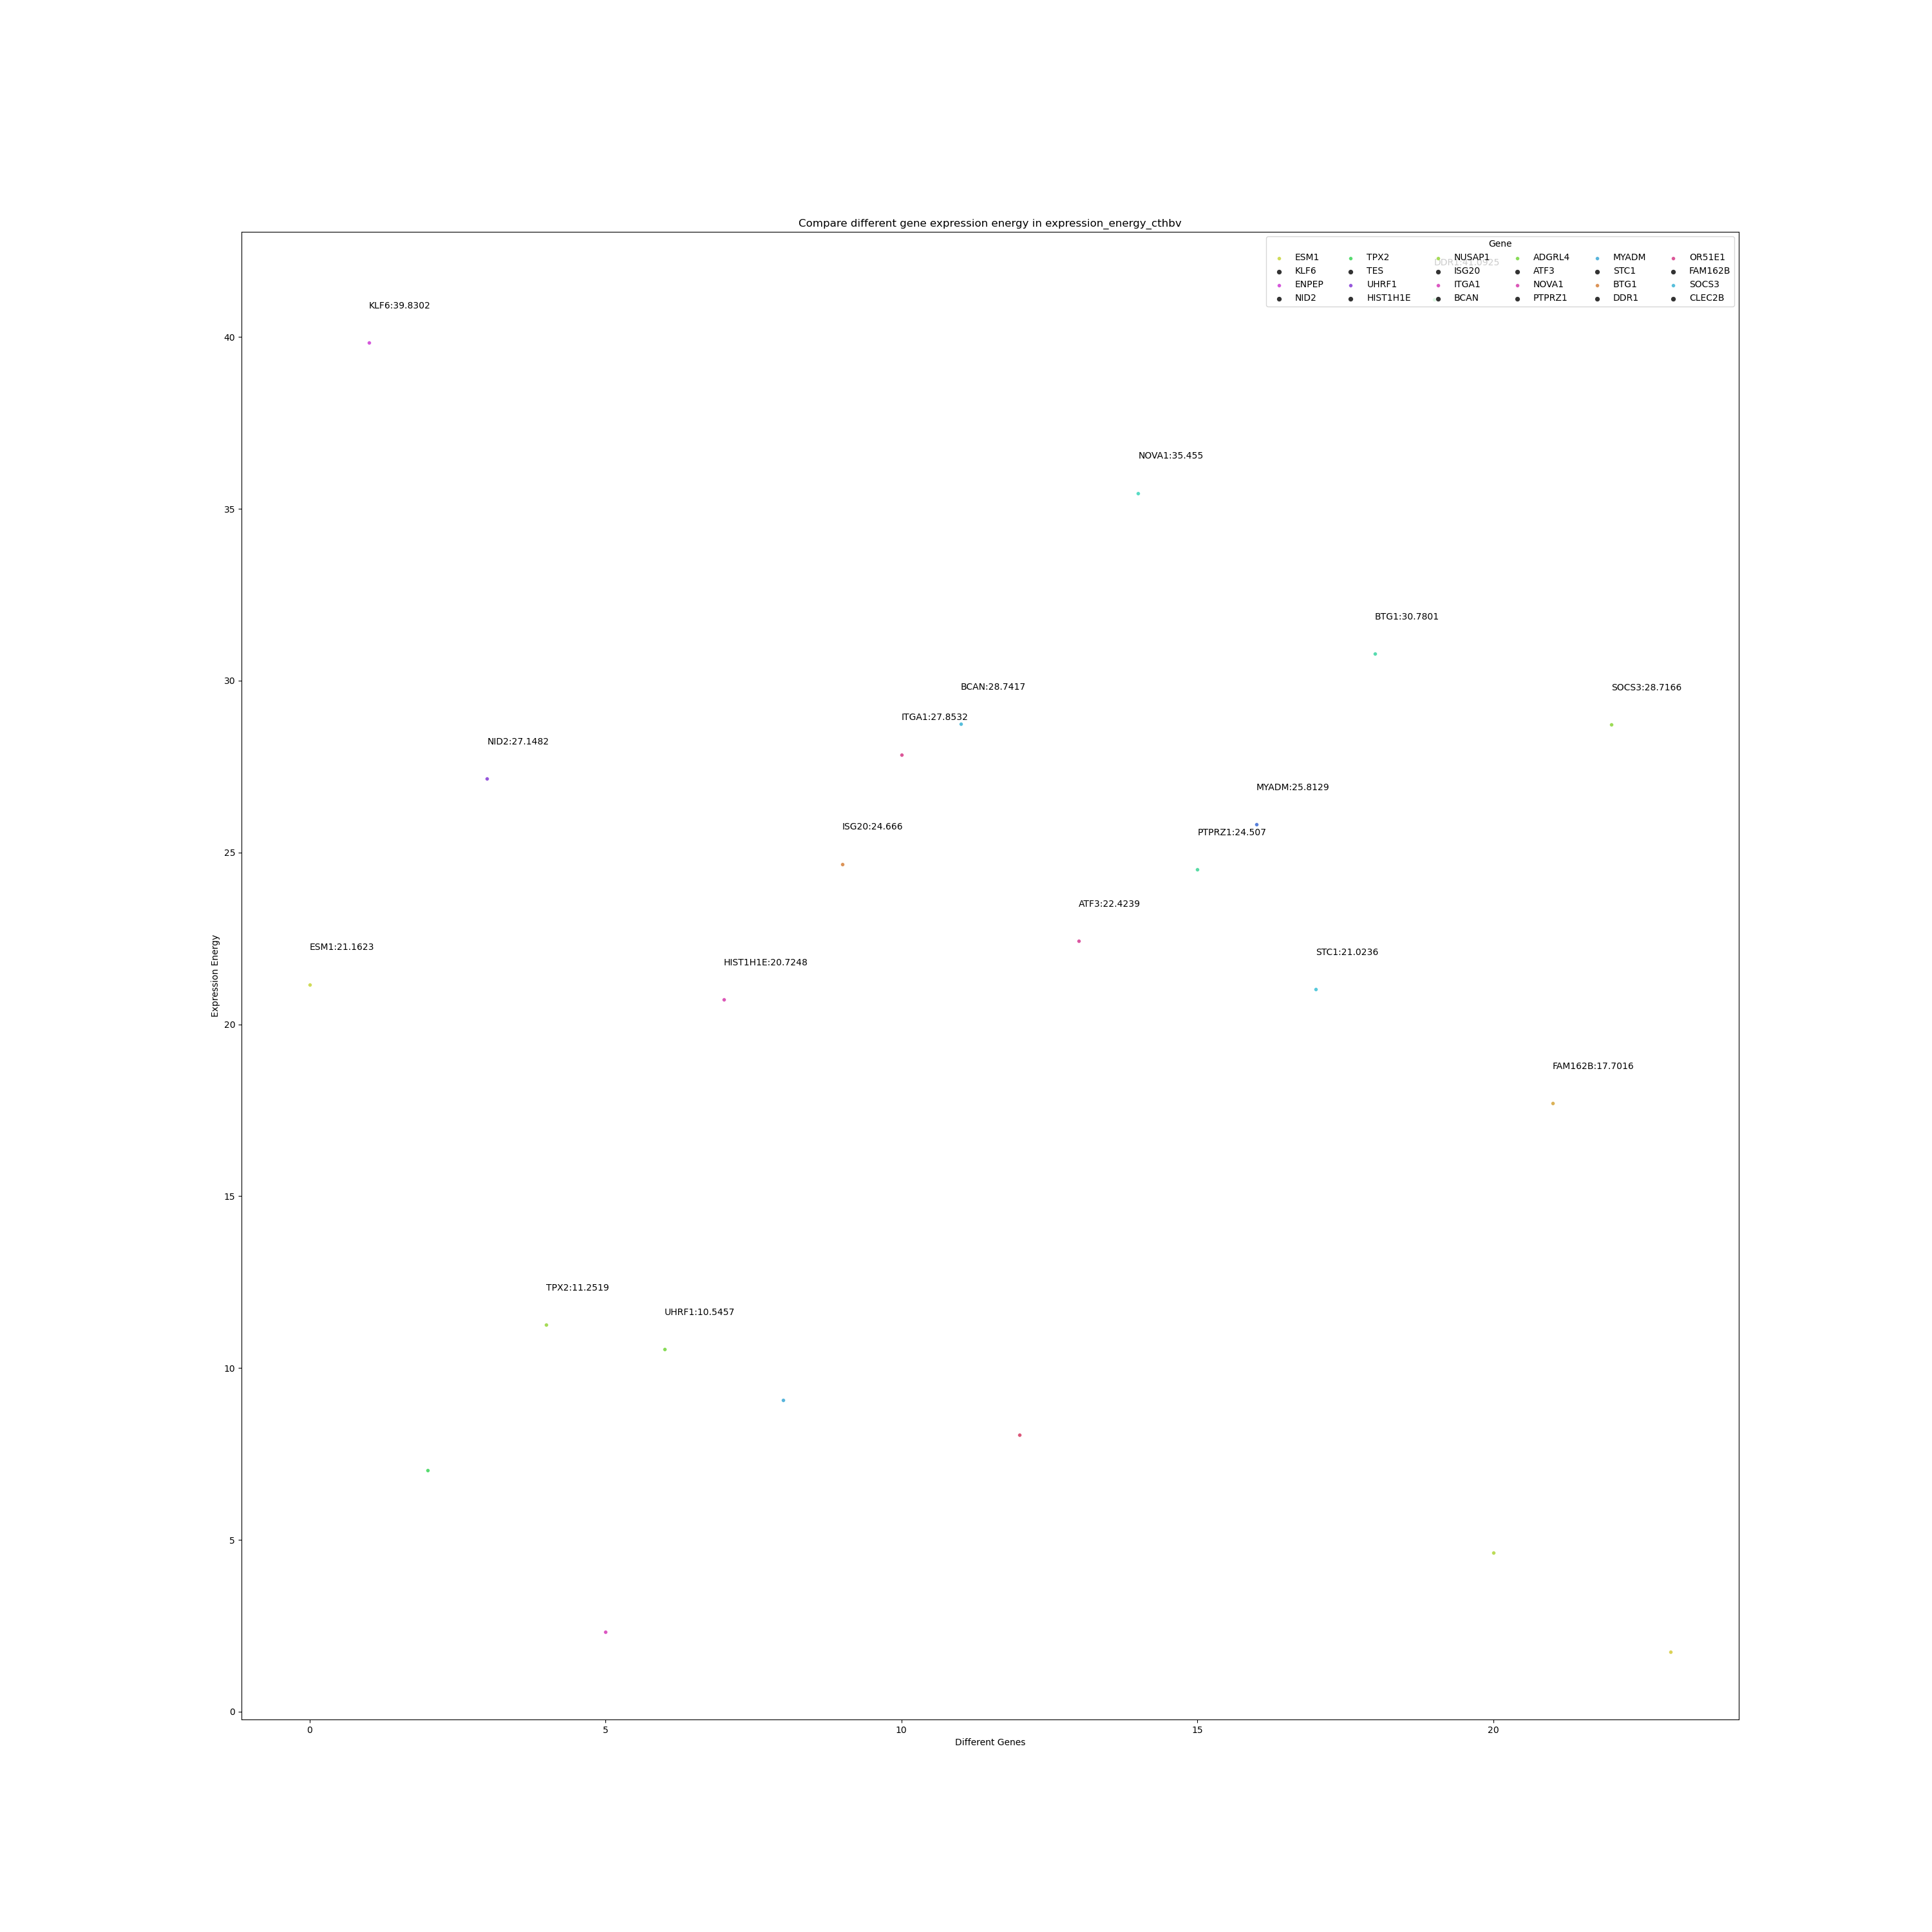 Compare different gene expression energy in expression_energy_cthbv
Gene
ESM1 TPX2 NUSAP1 ADGRL4 MYADM OR51E1
KLF6 TES ISG20 ATF3 STC1 FAM162B
ENPEP UHRF1 ITGA1 NOVA1 BTG1 SOCS3
NID2 HIST1H1E BCAN PTPRZ1 DDR1 CLEC2B
KLF6:39.8302
40
NOVA1:35.455
35
BTG1:30.7801
30
BCAN:28.7417
SOCS3:28.7166
ITGA1:27.8532
NID2:27.1482
MYADM:25.8129
ISG20:24.666
PTPRZ1:24.507
25
ATF3:22.4239
ESM1:21.1623
STC1:21.0236
HIST1H1E:20.7248
20
FAM162B:17.7016
15
TPX2:11.2519
UHRF1:10.5457
10
5
0
0 5 10 15 20
Different Genes
Expression Energy